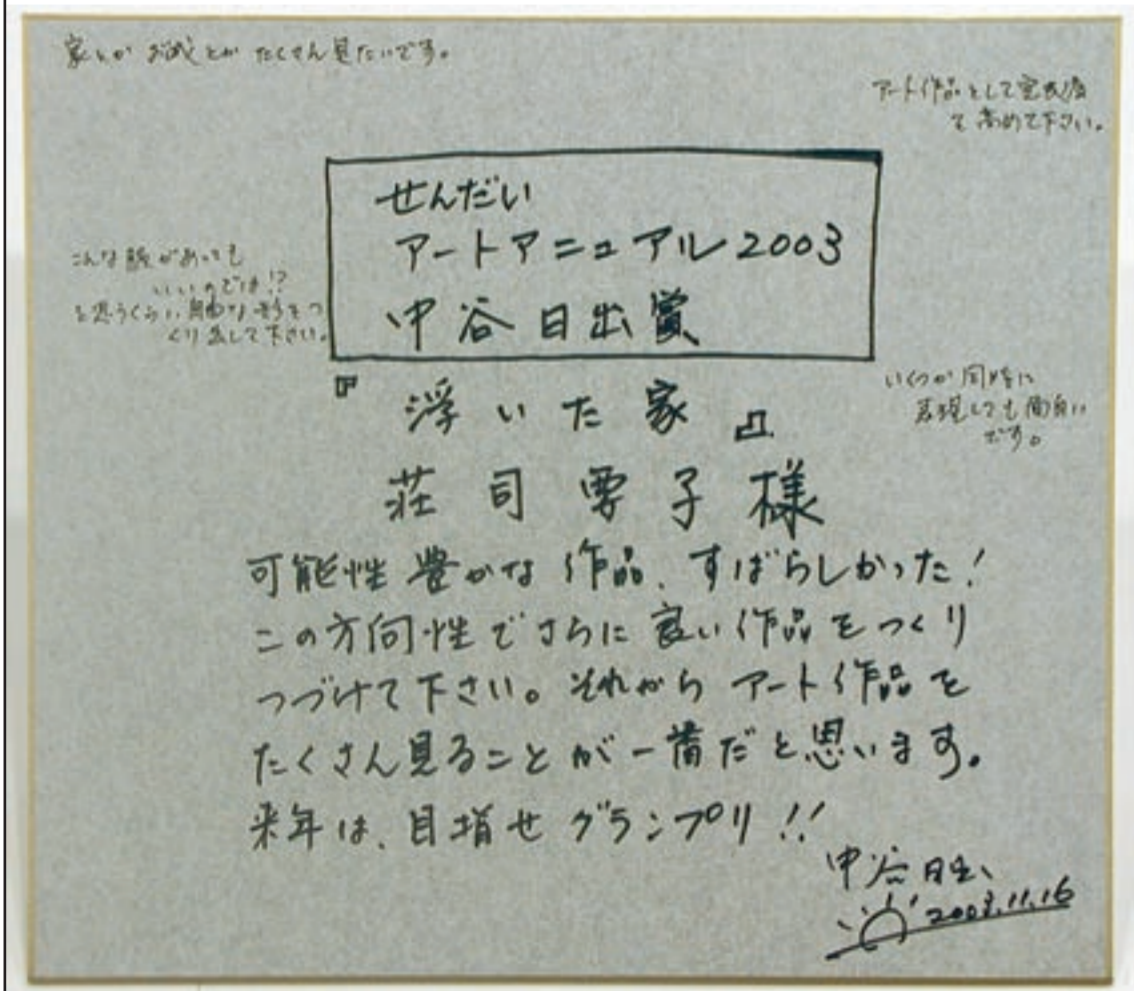 家とか お城とか たくさん見たいです。
アート作品として完成度
を高めて下さい。
せんだい
アートアニュアル2003
中谷日出賞
こんな 家があっても
いいのでは!?
と思うくらい、自由な 形をつ
くり出して下さい。
『浮いた家』
いくつか 同時に
表現しても面白い
です。
荘司要子様
可能性 豊かな 作品、すばらしかった!
この方向性でさらに良い作品をつくり
つづけて下さい。それから アート作品を
たくさん見ることが一番だと思います。
来年は、目指せグランプリ!!
中谷日出
2003.11.16